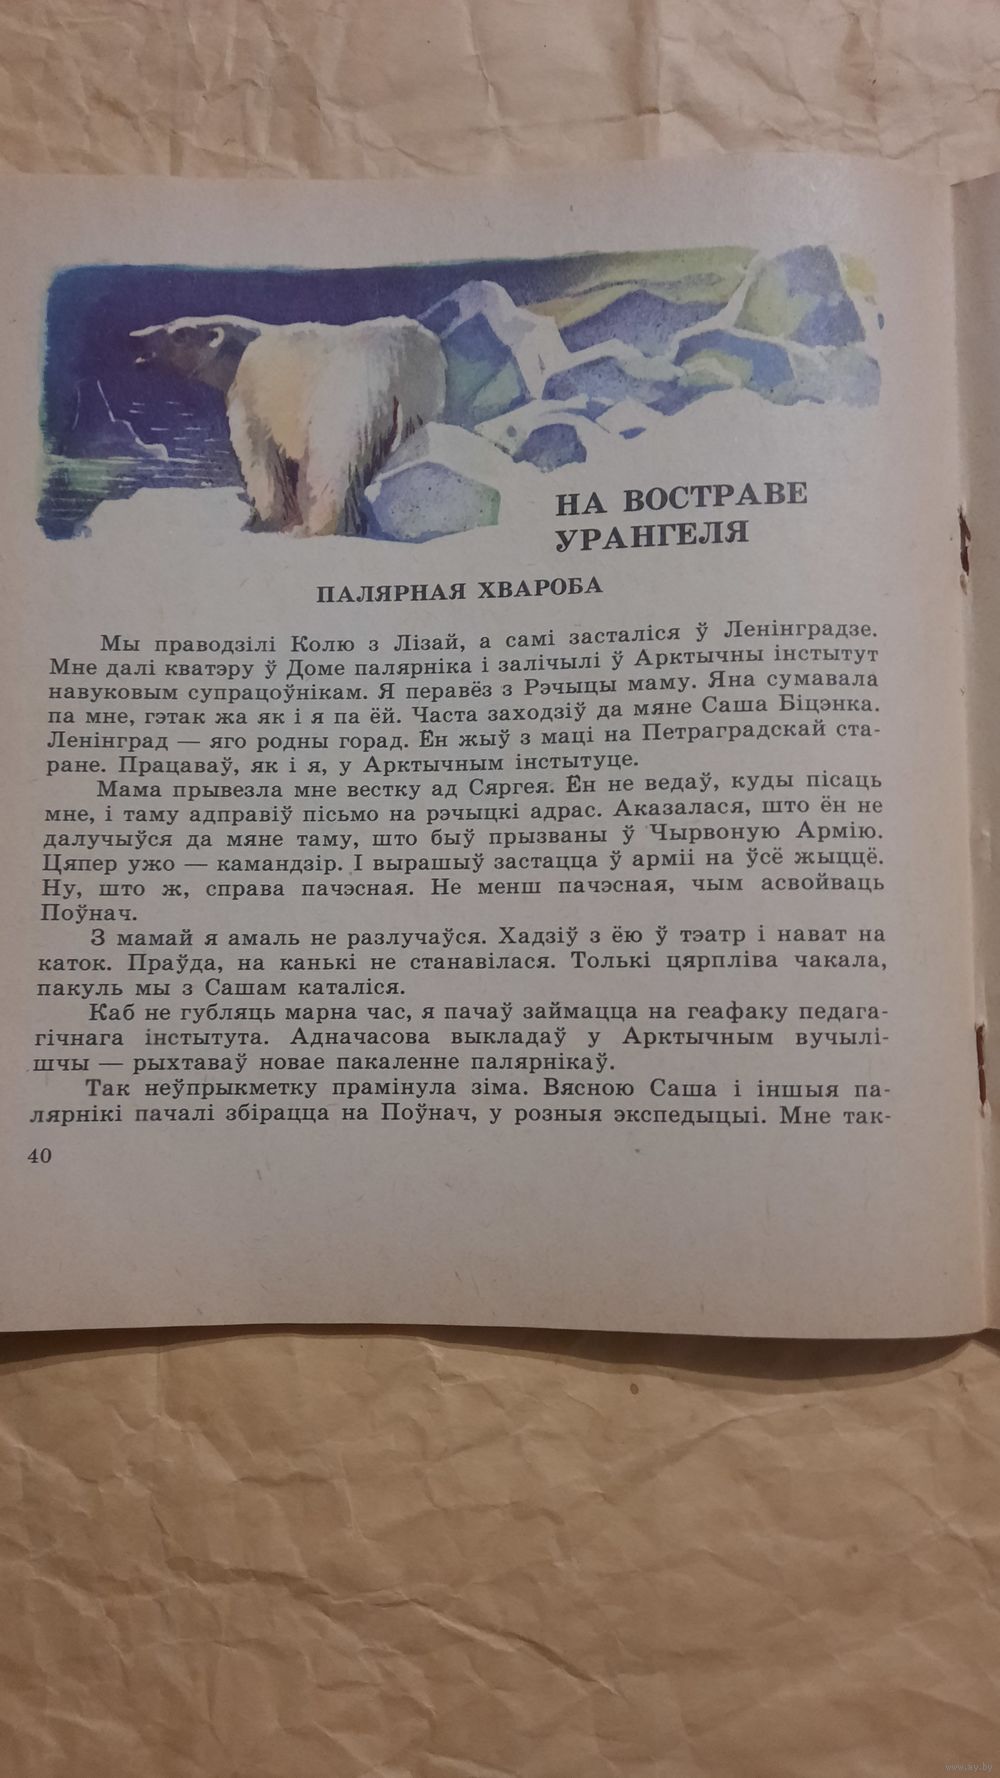 НА ВОСТРАВЕ
УРАНГЕЛЯ
ПАЛЯРНАЯ ХВАРОБА
Мы праводзілі Колю з Лізай, а самі засталіся ў Ленінградзе.
Мне далі кватэру ў Доме палярніка і залічылі ў Арктычны інстытут
навуковым супрацоўнікам. Я перавёз з Рэчыцы маму. Яна сумавала
па мне, гэтак жа як і я па ёй. Часта заходзіў да мяне Саша Біцэнка.
Ленінград — яго родны горад. Ён жыў з маці на Петраградскай ста-
ране. Працаваў, як і я, у Арктычным інстытуце.
Мама прывезла мне вестку ад Сяргея. Ён не ведаў, куды пісаць
мне, і таму адправіў пісьмо на рэчыцкі адрас. Аказалася, што ён не
далучыўся да мяне таму, што быў прызваны ў Чырвоную Армію.
Цяпер ужо — камандзір. І вырашыў застацца ў арміі на ўсё жыццё.
Ну, што ж, справа пачэсная. Не менш пачэсная, чым асвойваць
Поўнач.
З мамай я амаль не разлучаўся. Хадзіў з ёю ў тэатр і нават на
каток. Праўда, на канькі не станавілася. Толькі цярпліва чакала,
пакуль мы з Сашам каталіся.
Каб не губляць марна час, я пачаў займацца на геафаку педага-
гічнага інстытута. Адначасова выкладаў у Арктычным вучылі-
шчы — рыхтаваў новае пакаленне палярнікаў.
Так неўпрыкметку прамінула зіма. Вясною Саша і іншыя па-
лярнікі пачалі збірацца на Поўнач, у розныя экспедыцыі. Мне так-
40
www.ay.by